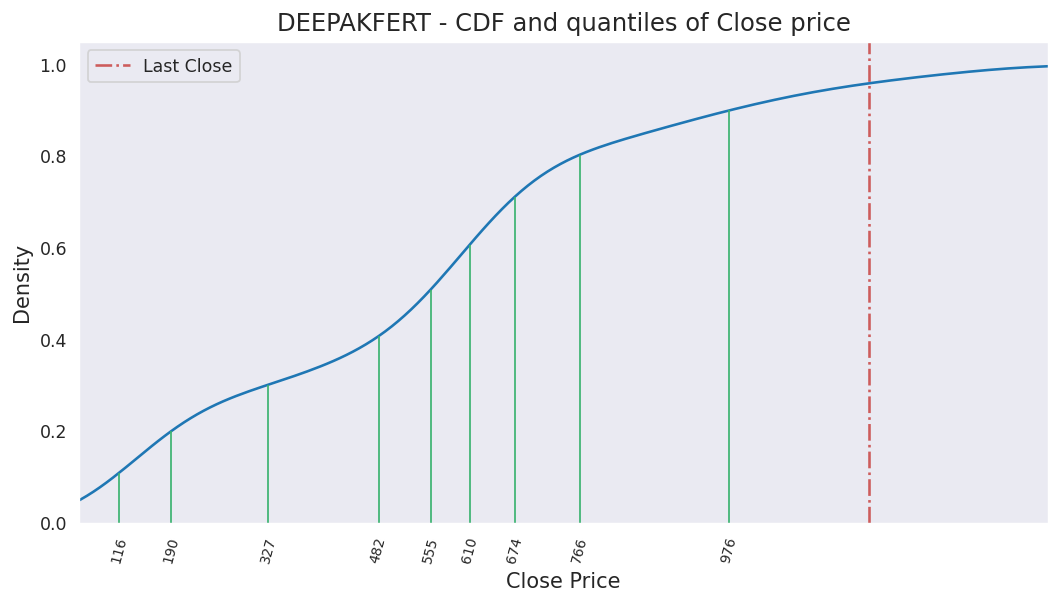 DEEPAKFERT - CDF and quantiles of Close price
Last Close
1.0
0.8
0.6
0.4
0.2
0.0
Density
116 190 327 482 555 610 674 766 976
Close Price